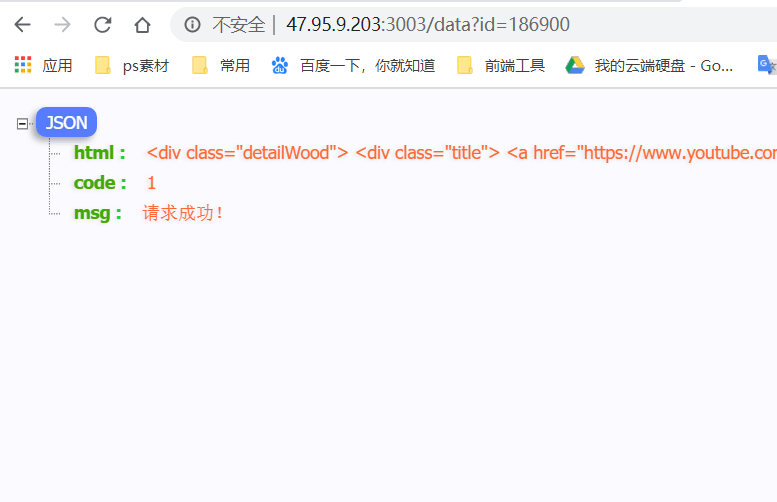 不安全 | 47.95.9.203:3003/data?id=186900
应用 ps素材 常用 百度一下，你就知道 前端工具 我的云端硬盘 - Go...
JSON
html : <div class="detailWood"> <div class="title"> <a href="https://www.youtube.com
code : 1
msg : 请求成功！